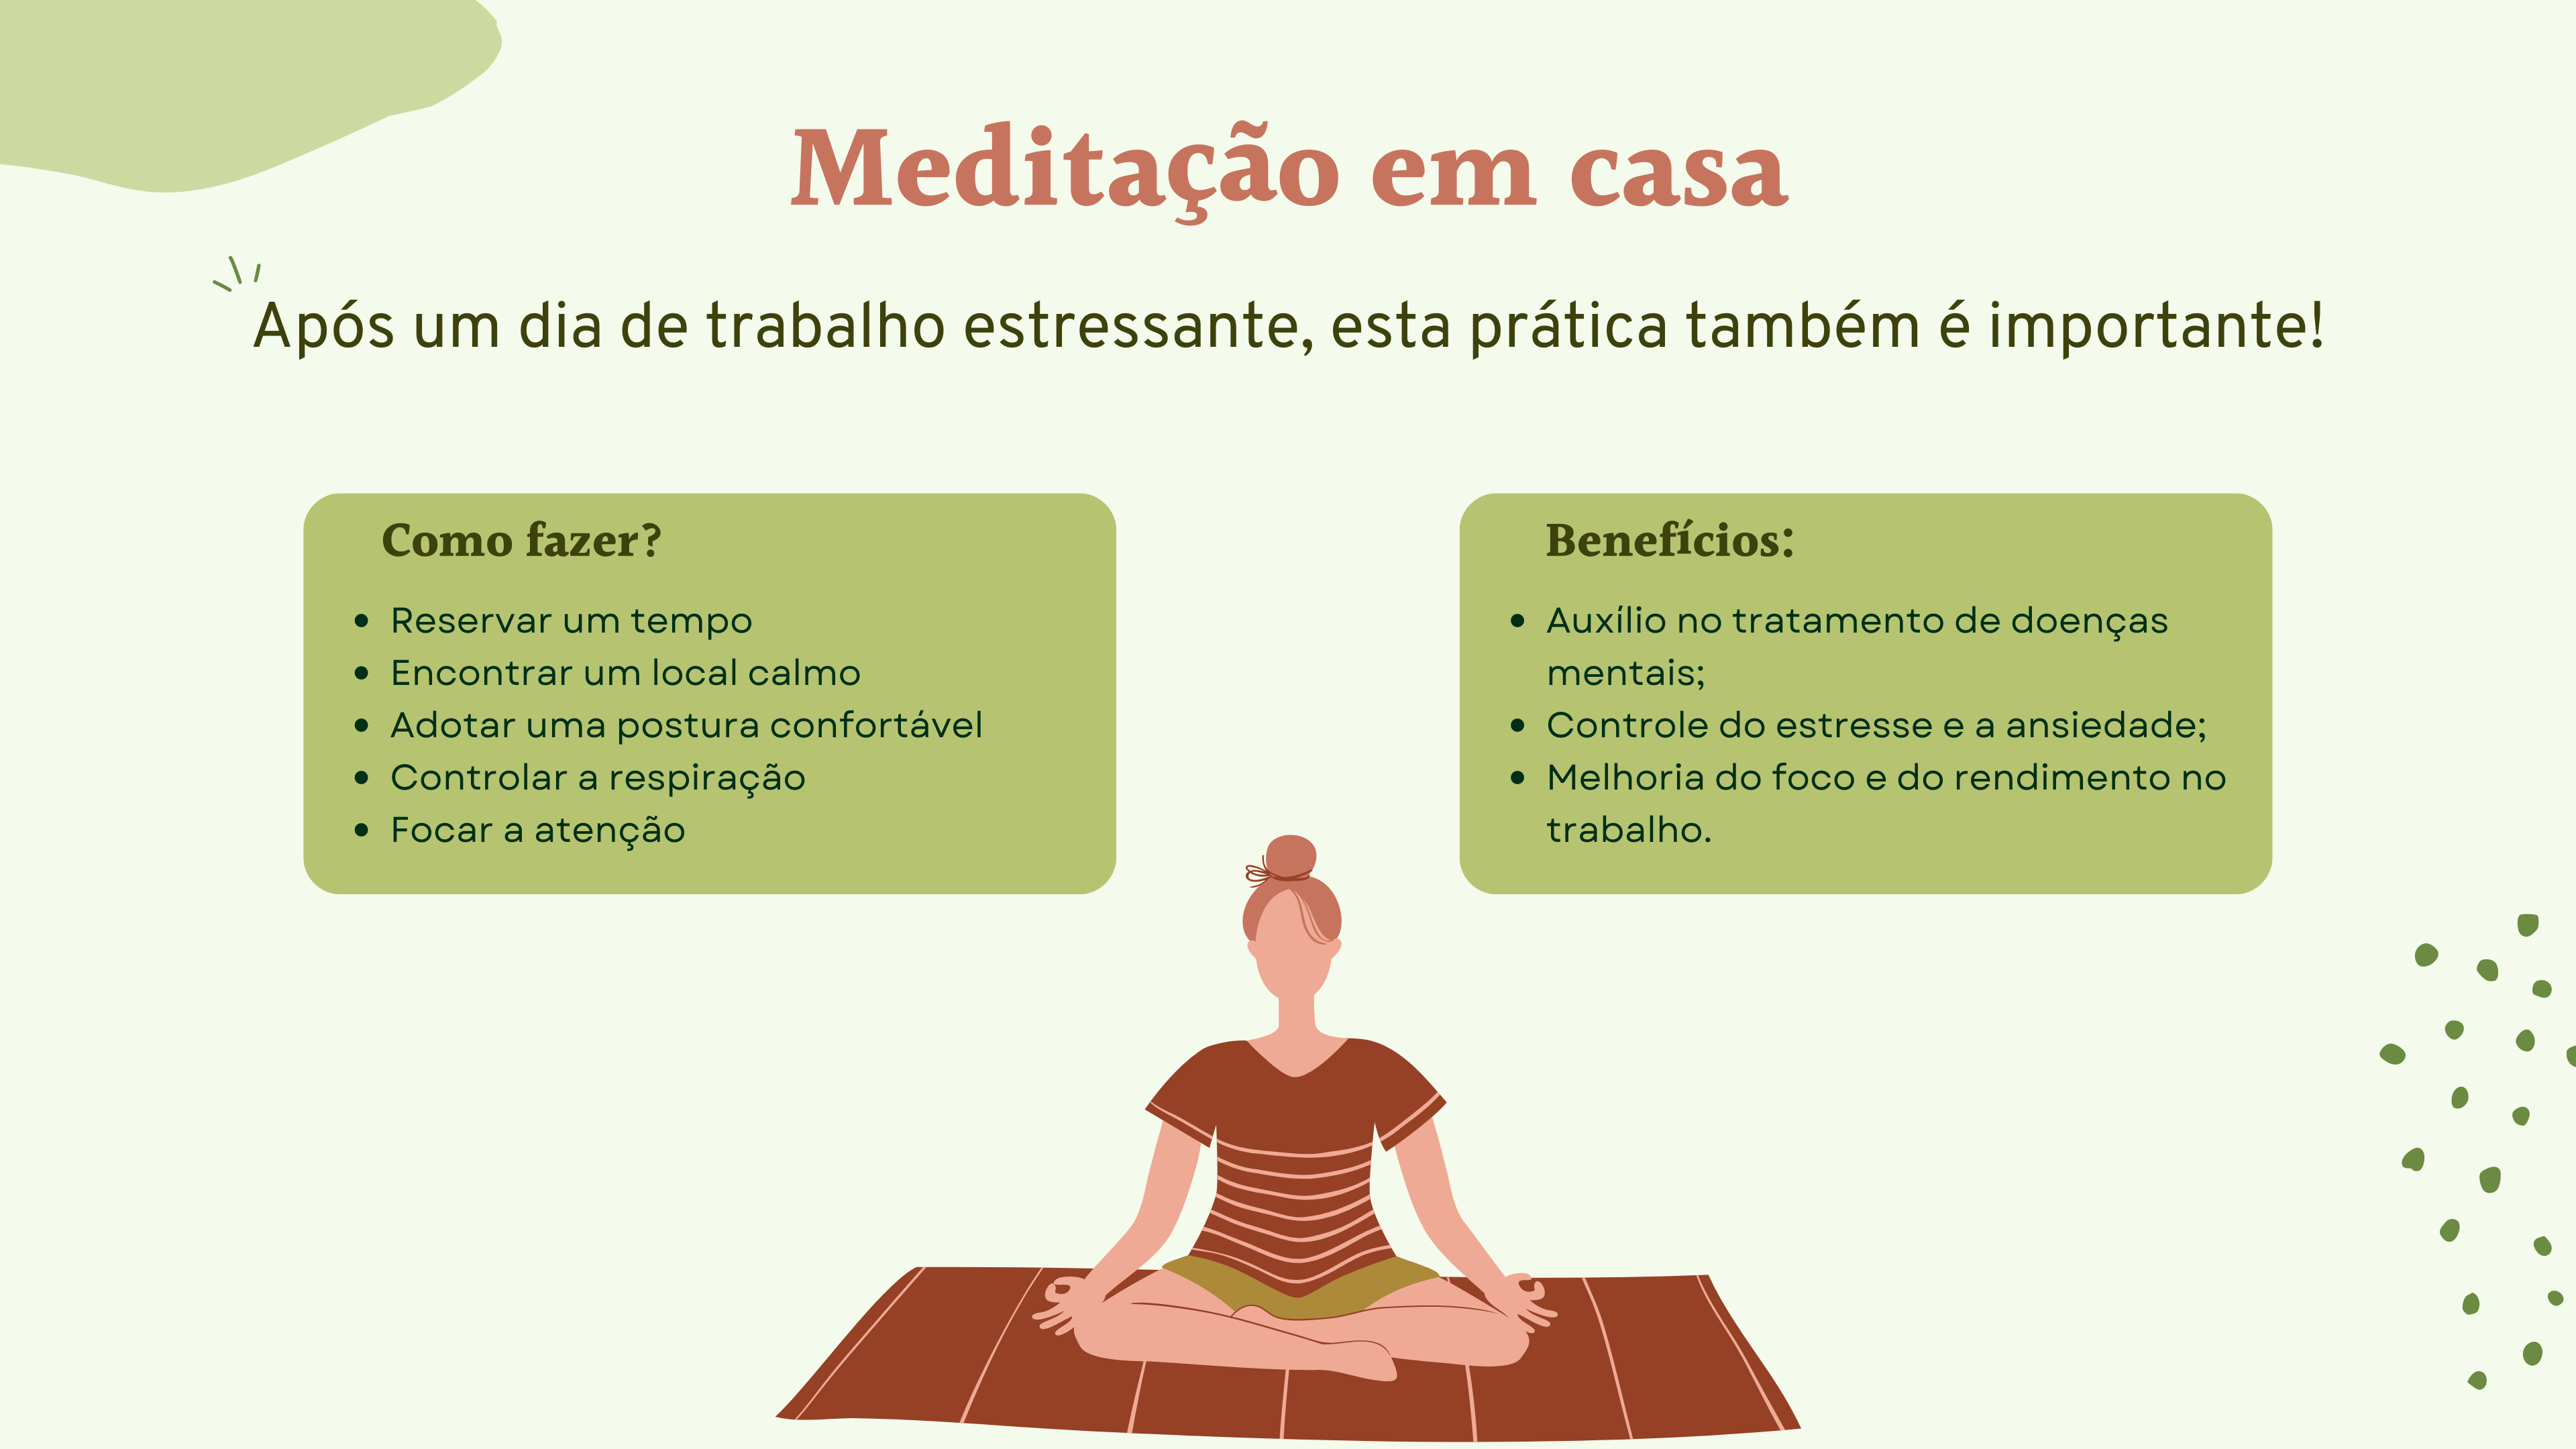 Meditação em casa
Após um dia de trabalho estressante, esta prática também é importante!
Como fazer?
• Reservar um tempo
• Encontrar um local calmo
• Adotar uma postura confortável
• Controlar a respiração
• Focar a atenção
Benefícios:
• Auxílio no tratamento de doenças
mentais;
• Controle do estresse e a ansiedade;
• Melhoria do foco e do rendimento no
trabalho.